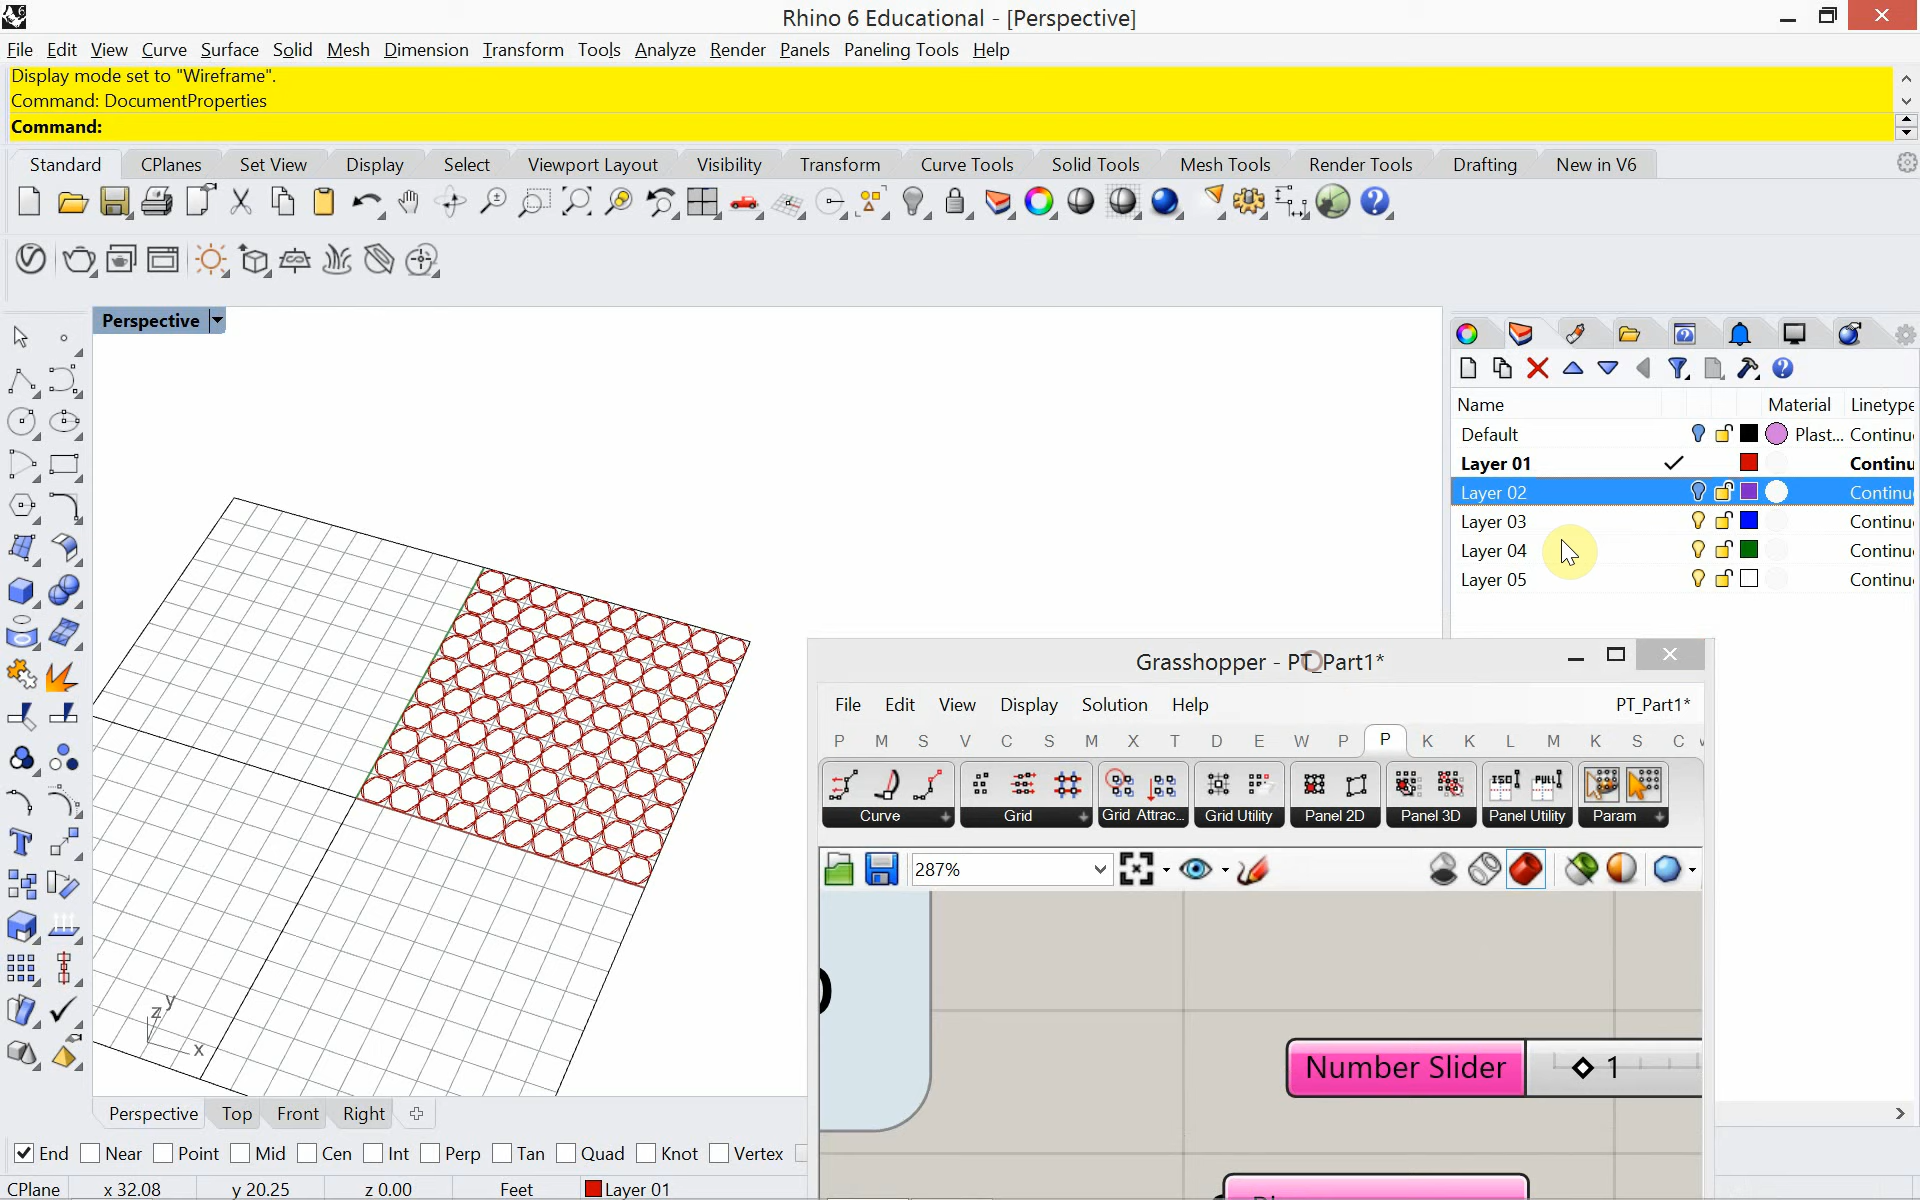 Rhino 6 Educational - [Perspective]
File Edit View Curve Surface Solid Mesh Dimension Transform Tools Analyze Render Panels Paneling Tools Help
Display mode set to "Wireframe".
Command: DocumentProperties
Command:
Standard CPlanes Set View Display Select Viewport Layout Visibility Transform Curve Tools Solid Tools Mesh Tools Render Tools Drafting New in V6
Perspective
Name Material Linetype
Default Plast... Continu
Layer 01 Continu
Layer 02 Continu
Layer 03 Continu
Layer 04 Continu
Layer 05 Continu
Grasshopper - PT_Part1*
File Edit View Display Solution Help PT_Part1*
P M S V C S M X T D E W P P K K L M K S C
ISO PULL
Curve Grid Grid Attrac... Grid Utility Panel 2D Panel 3D Panel Utility Param
287%
Number Slider 1
z y x
Perspective Top Front Right
End Near Point Mid Cen Int Perp Tan Quad Knot Vertex
CPlane x 32.08 y 20.25 z 0.00 Feet Layer 01